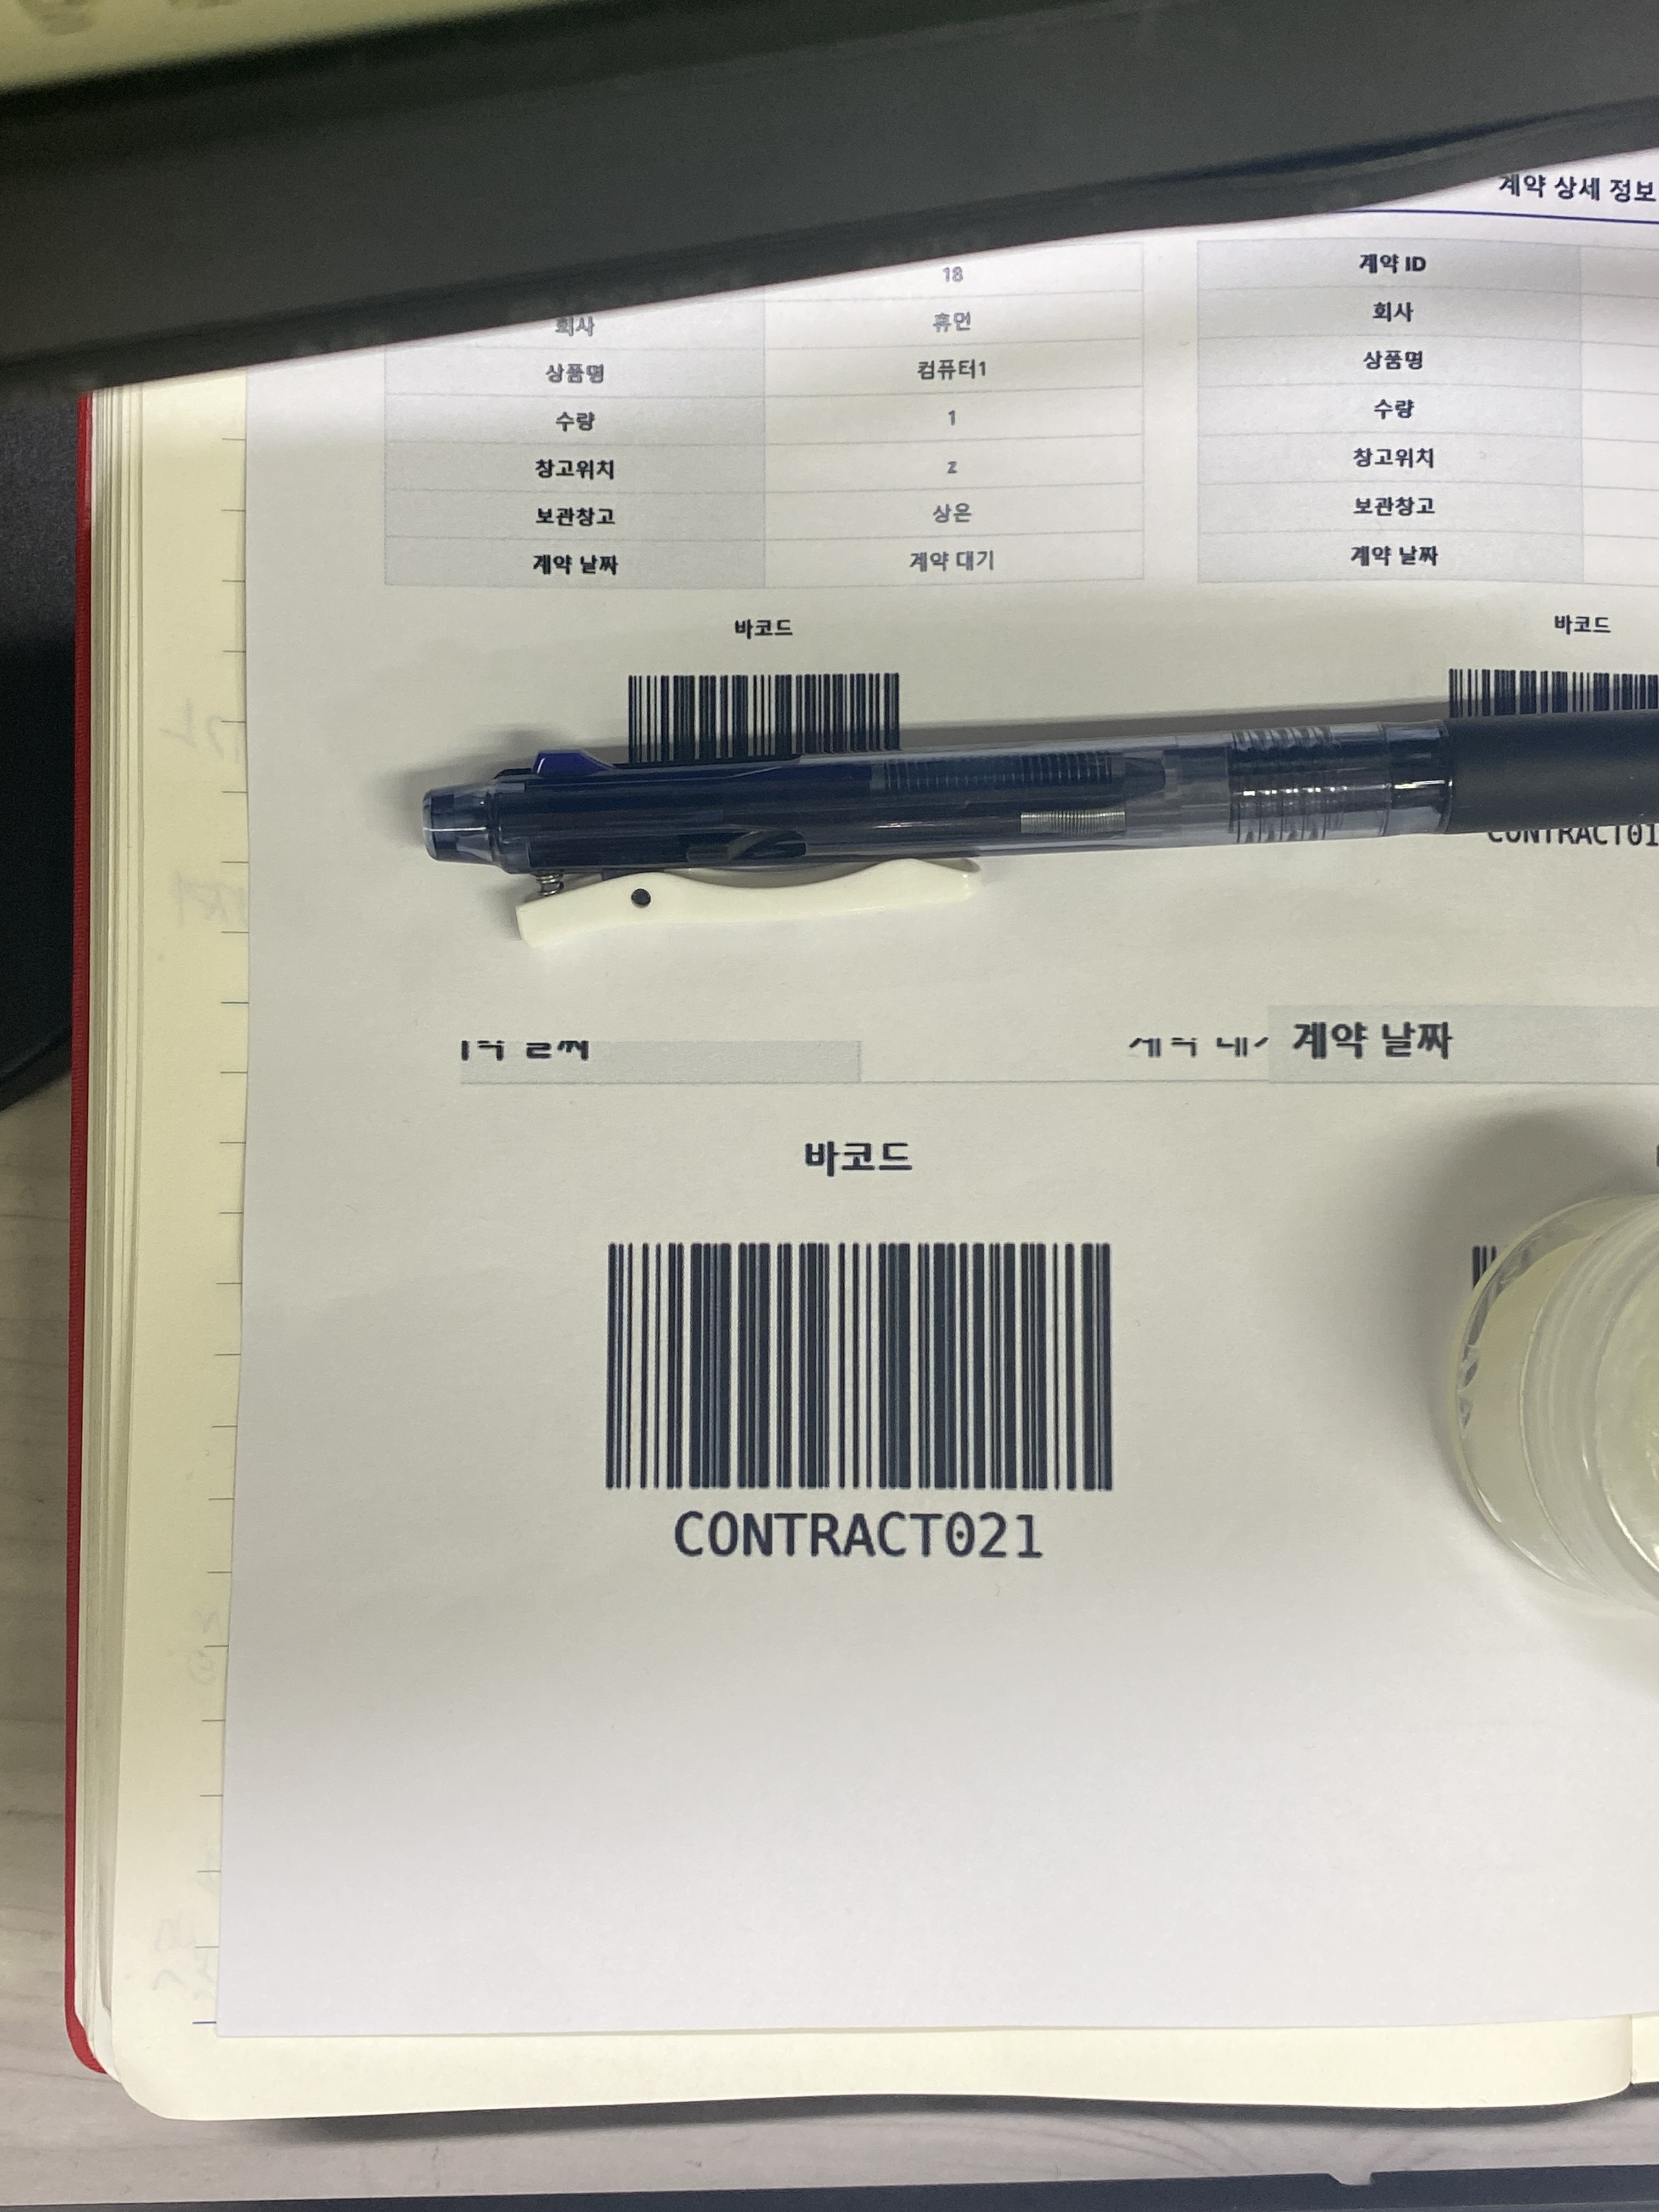 계약 상세 정보
18
계약 ID
회사 휴먼
회사
상품명 컴퓨터1
상품명
수량 1
수량
창고위치 z
창고위치
보관창고 상온
보관창고
계약 날짜 계약 대기
계약 날짜
바코드
바코드
계약 날짜
바코드
CONTRACT021